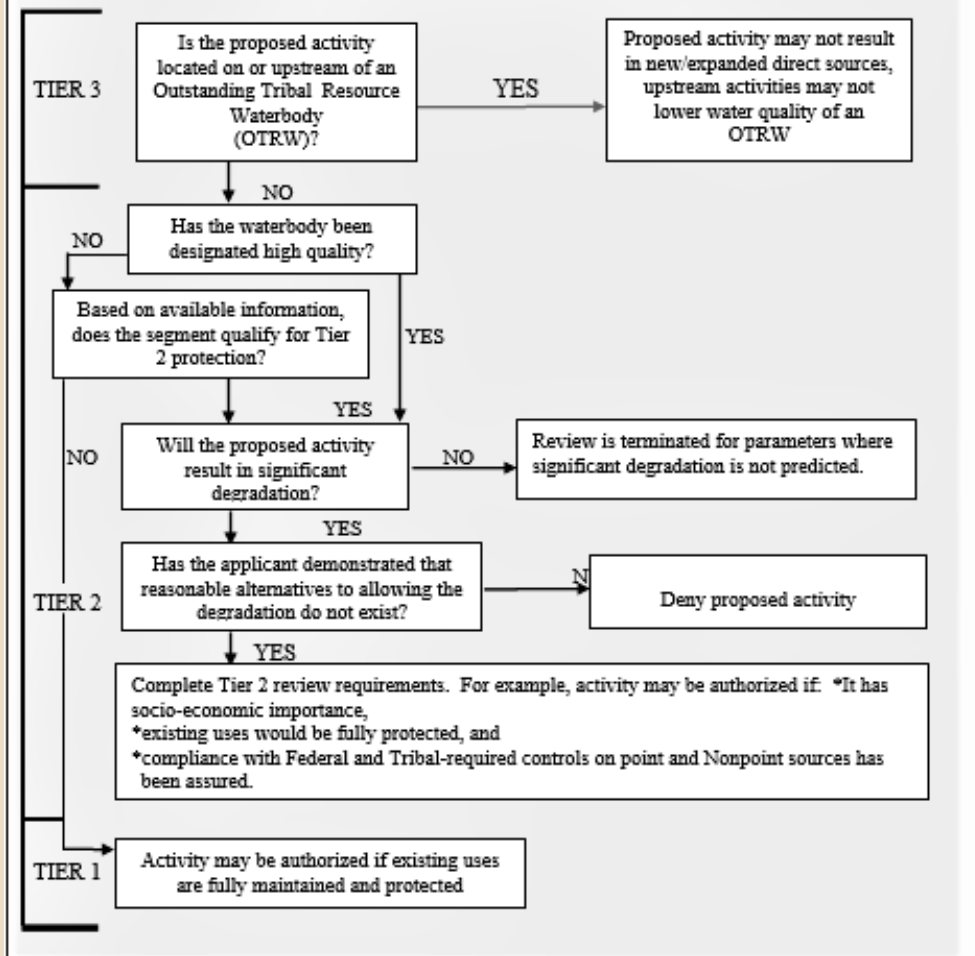 TIER 3
Is the proposed activity
located on or upstream of an
Outstanding Tribal Resource
Waterbody
(OTRW)?
YES
Proposed activity may not result
in new/expanded direct sources,
upstream activities may not
lower water quality of an
OTRW
NO
Has the waterbody been
designated high quality?
NO
YES
Based on available information,
does the segment qualify for Tier
2 protection?
YES
NO
Will the proposed activity
result in significant
degradation?
NO
Review is terminated for parameters where
significant degradation is not predicted.
YES
TIER 2
Has the applicant demonstrated that
reasonable alternatives to allowing the
degradation do not exist?
N
Deny proposed activity
YES
Complete Tier 2 review requirements. For example, activity may be authorized if: *It has
socio-economic importance,
*existing uses would be fully protected, and
*compliance with Federal and Tribal-required controls on point and Nonpoint sources has
been assured.
TIER 1
Activity may be authorized if existing uses
are fully maintained and protected